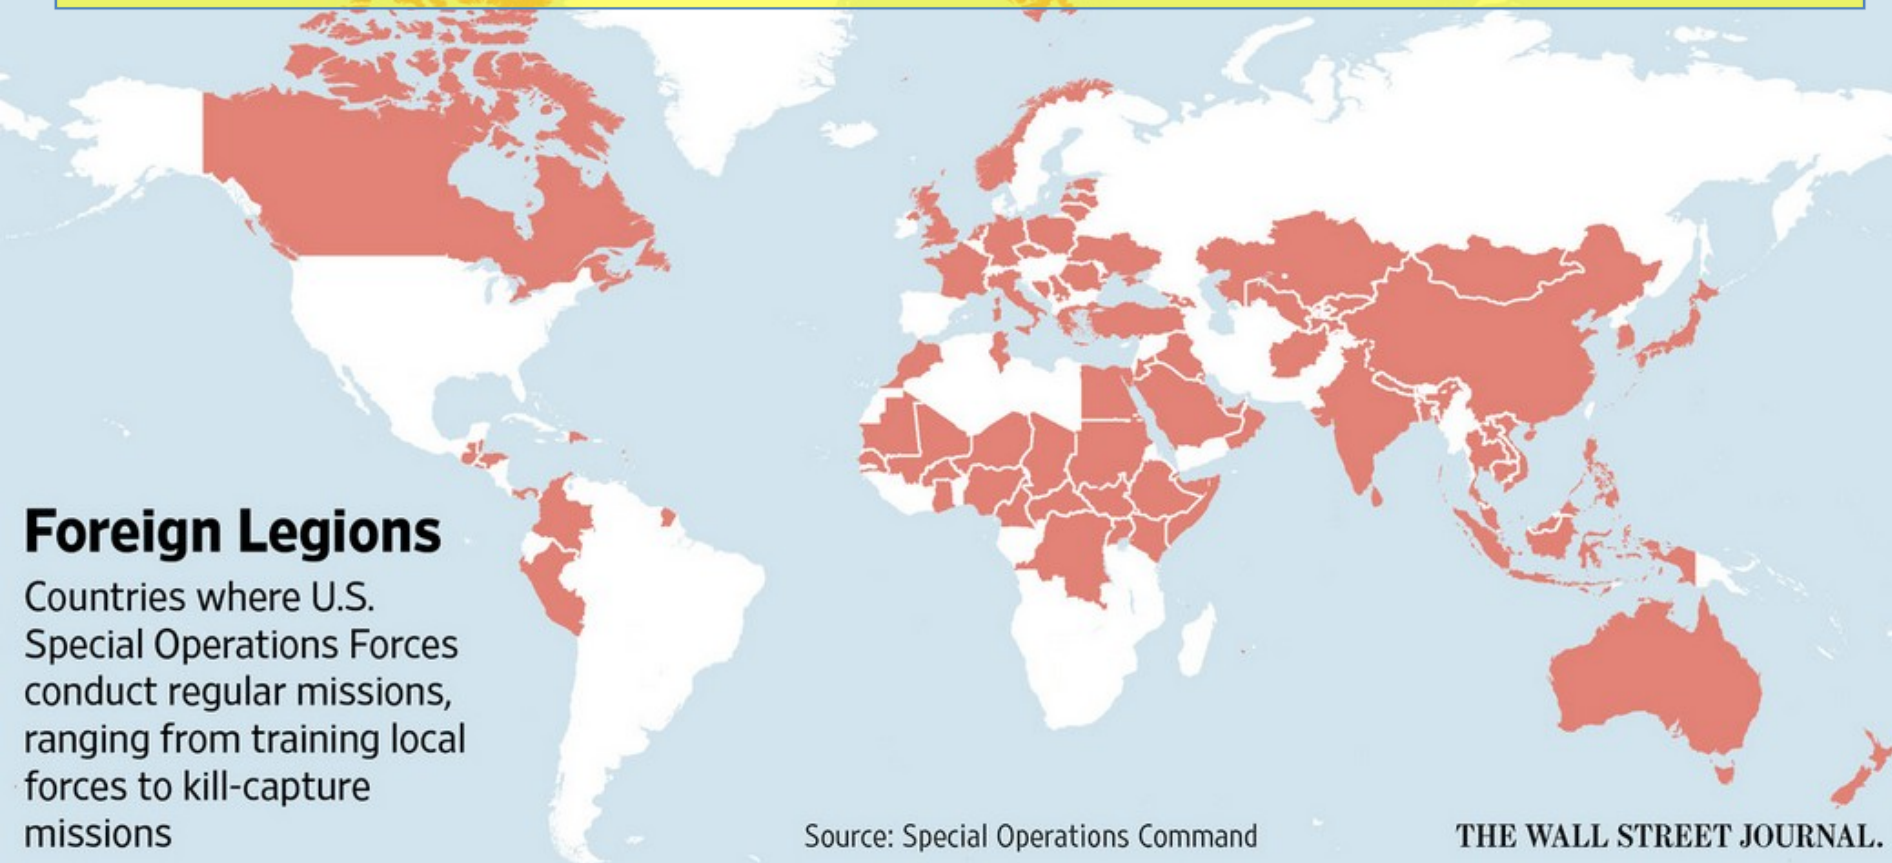 Foreign Legions
Countries where U.S.
Special Operations Forces
conduct regular missions,
ranging from training local
forces to kill-capture
missions
Source: Special Operations Command
THE WALL STREET JOURNAL.